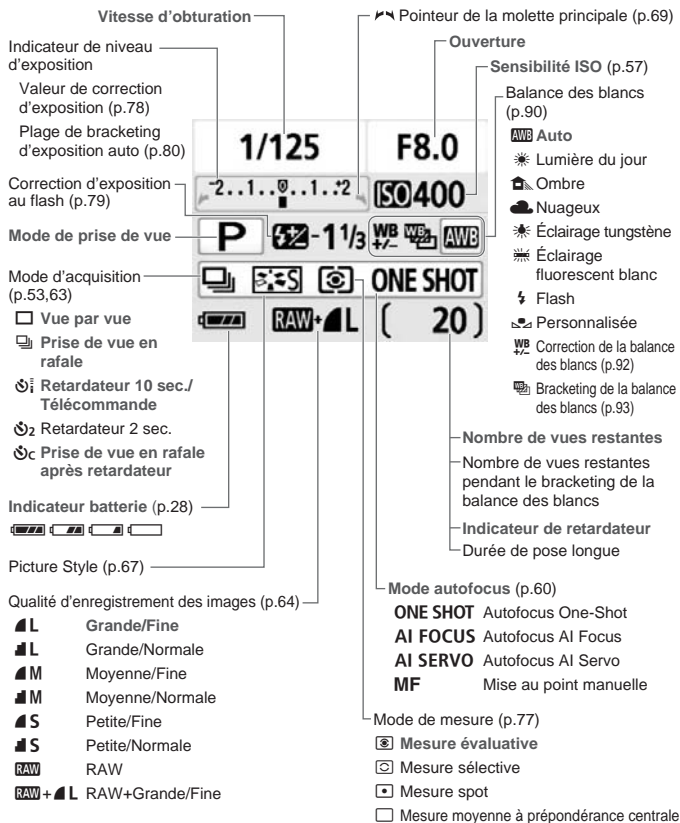 Vitesse d'obturation
Pointeur de la molette principale (p.69)
Indicateur de niveau
d'exposition
Valeur de correction
d'exposition (p.78)
Plage de bracketing
d'exposition auto (p.80)
Correction d'exposition
au flash (p.79)
Mode de prise de vue
Mode d'acquisition
(p.53,63)
Vue par vue
Prise de vue en
rafale
Retardateur 10 sec./
Télécommande
2 Retardateur 2 sec.
C Prise de vue en rafale
après retardateur
Indicateur batterie (p.28)
Picture Style (p.67)
Qualité d'enregistrement des images (p.64)
L Grande/Fine
L Grande/Normale
M Moyenne/Fine
M Moyenne/Normale
S Petite/Fine
S Petite/Normale
RAW RAW
RAW+L RAW+Grande/Fine
1/125 F8.0
-2..1..0..1..+2 ISO 400
P -1 1/3 WB +/- WB AWB
S ONE SHOT
RAW+L [ 20 ]
Ouverture
Sensibilité ISO (p.57)
Balance des blancs
(p.90)
AWB Auto
Lumière du jour
Ombre
Nuageux
Éclairage tungstène
Éclairage
fluorescent blanc
Flash
Personnalisée
WB +/- Correction de la balance
des blancs (p.92)
WB Bracketing de la balance
des blancs (p.93)
Nombre de vues restantes
Nombre de vues restantes
pendant le bracketing de la
balance des blancs
Indicateur de retardateur
Durée de pose longue
Mode autofocus (p.60)
ONE SHOT Autofocus One-Shot
AI FOCUS Autofocus AI Focus
AI SERVO Autofocus AI Servo
MF Mise au point manuelle
Mode de mesure (p.77)
Mesure évaluative
Mesure sélective
Mesure spot
Mesure moyenne à prépondérance centrale